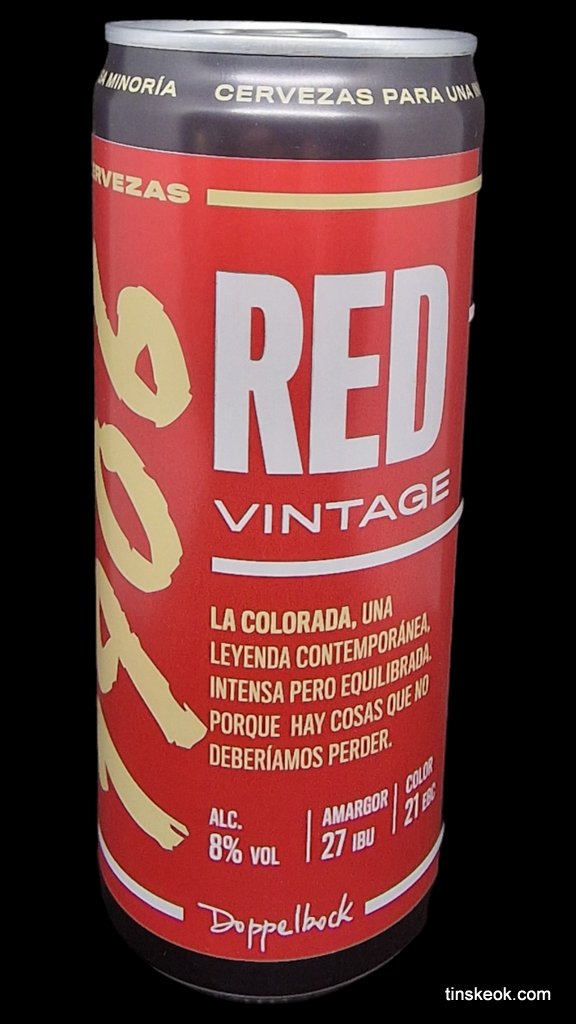 MINORÍA
CERVEZAS PARA UNA
CERVEZAS
1906
RED
VINTAGE
LA COLORADA, UNA
LEYENDA CONTEMPORÁNEA,
INTENSA PERO EQUILIBRADA.
PORQUE HAY COSAS QUE NO
DEBERÍAMOS PERDER.
ALC.
8% VOL
AMARGOR
27 IBU
COLOR
21 EBC
Doppelbock
tinskeok.com